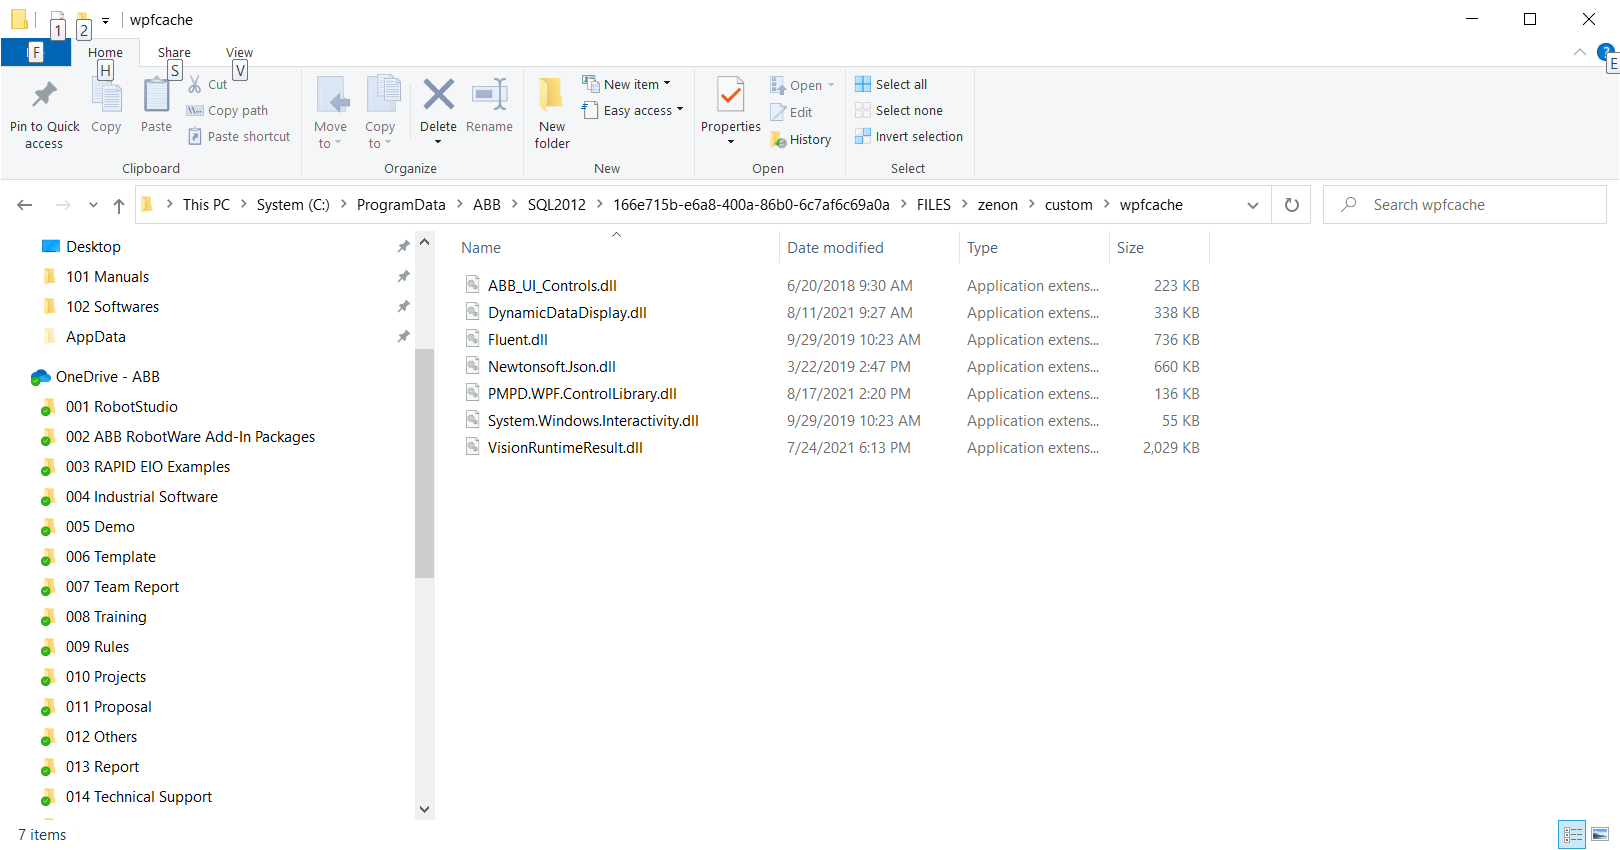 wpfcache
1
2
F
Home
Share
View
H
S
V
?
E
Pin to Quick access
Copy
Paste
Cut
Copy path
Paste shortcut
Clipboard
Move to
Copy to
Delete
Rename
Organize
New folder
New item
Easy access
New
Properties
Open
Edit
History
Open
Select all
Select none
Invert selection
Select
This PC
System (C:)
ProgramData
ABB
SQL2012
166e715b-e6a8-400a-86b0-6c7af6c69a0a
FILES
zenon
custom
wpfcache
Search wpfcache
Desktop
101 Manuals
102 Softwares
AppData
OneDrive - ABB
001 RobotStudio
002 ABB RobotWare Add-In Packages
003 RAPID EIO Examples
004 Industrial Software
005 Demo
006 Template
007 Team Report
008 Training
009 Rules
010 Projects
011 Proposal
012 Others
013 Report
014 Technical Support
Name Date modified Type Size
ABB_UI_Controls.dll 6/20/2018 9:30 AM Application extens... 223 KB
DynamicDataDisplay.dll 8/11/2021 9:27 AM Application extens... 338 KB
Fluent.dll 9/29/2019 10:23 AM Application extens... 736 KB
Newtonsoft.Json.dll 3/22/2019 2:47 PM Application extens... 660 KB
PMPD.WPF.ControlLibrary.dll 8/17/2021 2:20 PM Application extens... 136 KB
System.Windows.Interactivity.dll 9/29/2019 10:23 AM Application extens... 55 KB
VisionRuntimeResult.dll 7/24/2021 6:13 PM Application extens... 2,029 KB
7 items